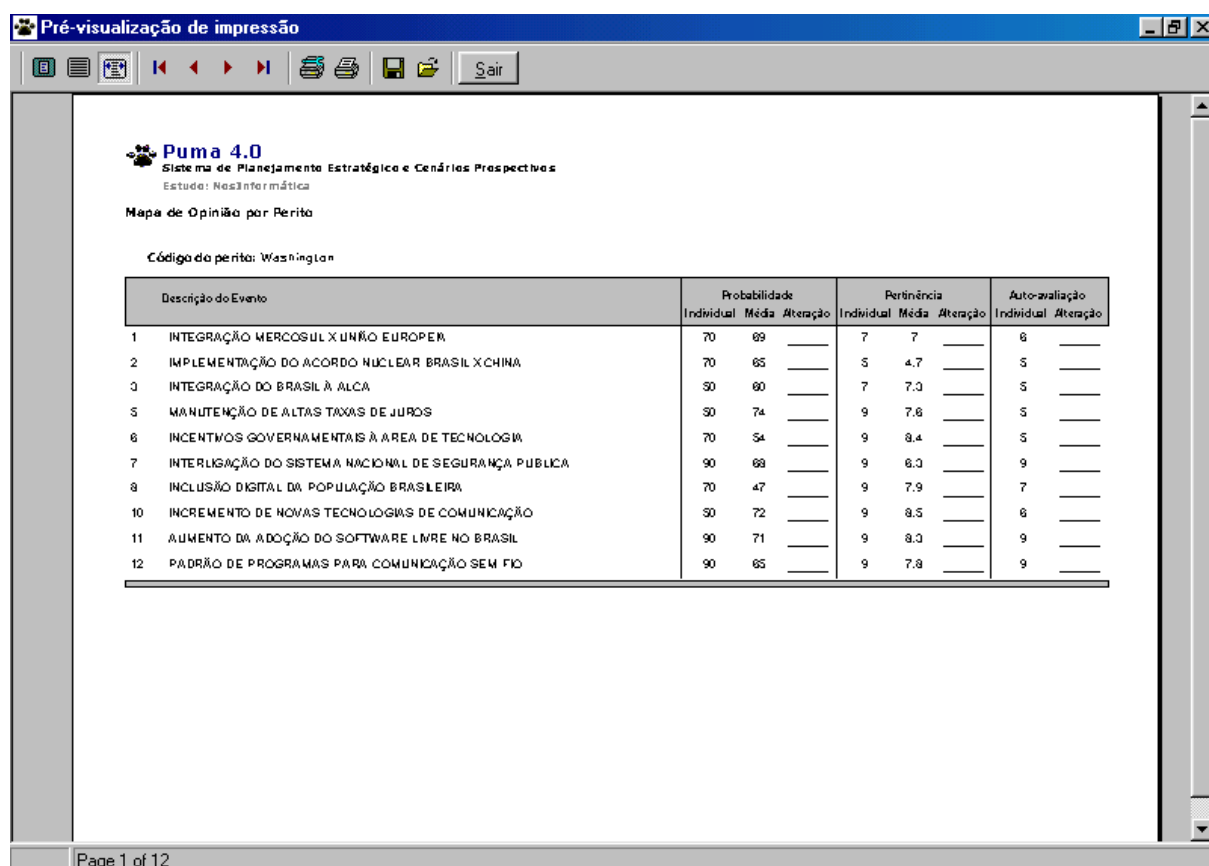 Pré-visualização de impressão
Sair
Puma 4.0
Sistema de Planejamento Estratégico e Cenários Prospectivos
Estudo: NosInformática
Mapa de Opinião por Perito
Código do perito: Washington
Descrição do Evento Probabilidade Pertinência Auto-avaliação
Individual Média Alteração Individual Média Alteração Individual Alteração
1 INTEGRAÇÃO MERCOSUL X UNIÃO EUROPEIA 70 69 7 7 6
2 IMPLEMENTAÇÃO DO ACORDO NUCLEAR BRASIL X CHINA 70 65 5 4.7 5
3 INTEGRAÇÃO DO BRASIL À ALCA 50 60 7 7.3 5
5 MANUTENÇÃO DE ALTAS TAXAS DE JUROS 50 74 9 7.6 5
6 INCENTIVOS GOVERNAMENTAIS À AREA DE TECNOLOGIA 70 54 9 8.4 5
7 INTERLIGAÇÃO DO SISTEMA NACIONAL DE SEGURANÇA PUBLICA 90 68 9 6.3 9
8 INCLUSÃO DIGITAL DA POPULAÇÃO BRASILEIRA 70 47 9 7.9 7
10 INCREMENTO DE NOVAS TECNOLOGIAS DE COMUNICAÇÃO 50 72 9 8.5 6
11 AUMENTO DA ADOÇÃO DO SOFTWARE LIVRE NO BRASIL 90 71 9 8.3 9
12 PADRÃO DE PROGRAMAS PARA COMUNICAÇÃO SEM FIO 90 65 9 7.8 9
Page 1 of 12